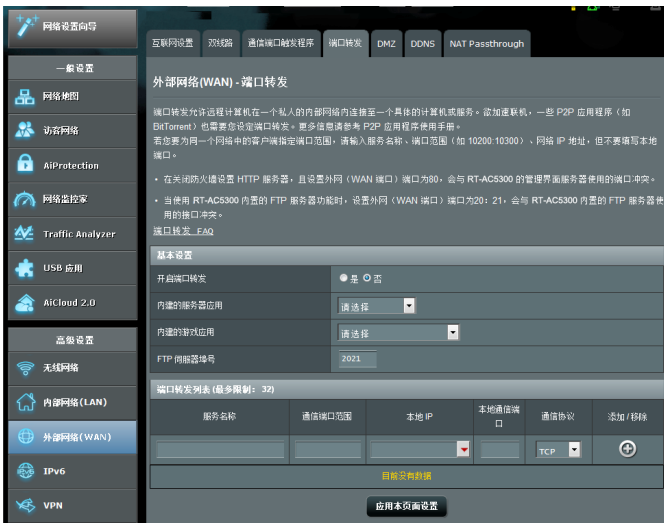 网络设置向导
一般设置
网络地图
访客网络
AiProtection
网络监控家
Traffic Analyzer
USB 应用
AiCloud 2.0
高级设置
无线网络
内部网络(LAN)
外部网络(WAN)
IPv6
VPN
互联网设置 双线路 通信端口触发程序 端口转发 DMZ DDNS NAT Passthrough
外部网络(WAN) - 端口转发
端口转发允许远程计算机在一个私人的内部网络内连接至一个具体的计算机或服务。欲加速联机，一些 P2P 应用程序（如
BitTorrent）也需要您设定端口转发。更多信息请参考 P2P 应用程序使用手册。
若您要为同一个网络中的客户端指定端口范围，请输入服务名称、端口范围（如 10200:10300）、网络 IP 地址，但不要填写本地
端口。
• 在关闭防火墙设置 HTTP 服务器，且设置外网（WAN 端口）端口为80，会与 RT-AC5300 的管理界面服务器使用的端口冲突。
• 当使用 RT-AC5300 内置的 FTP 服务器功能时，设置外网（WAN 端口）端口为20：21，会与 RT-AC5300 内置的 FTP 服务器使
用的接口冲突。
端口转发 FAQ
基本设置
开启端口转发 是 否
内建的服务器应用 请选择
内建的游戏应用 请选择
FTP 伺服器埠号 2021
端口转发列表 (最多限制：32)
服务名称 通信端口范围 本地 IP 本地通信端
口 通信协议 添加 / 移除
TCP
目前没有数据
应用本页面设置